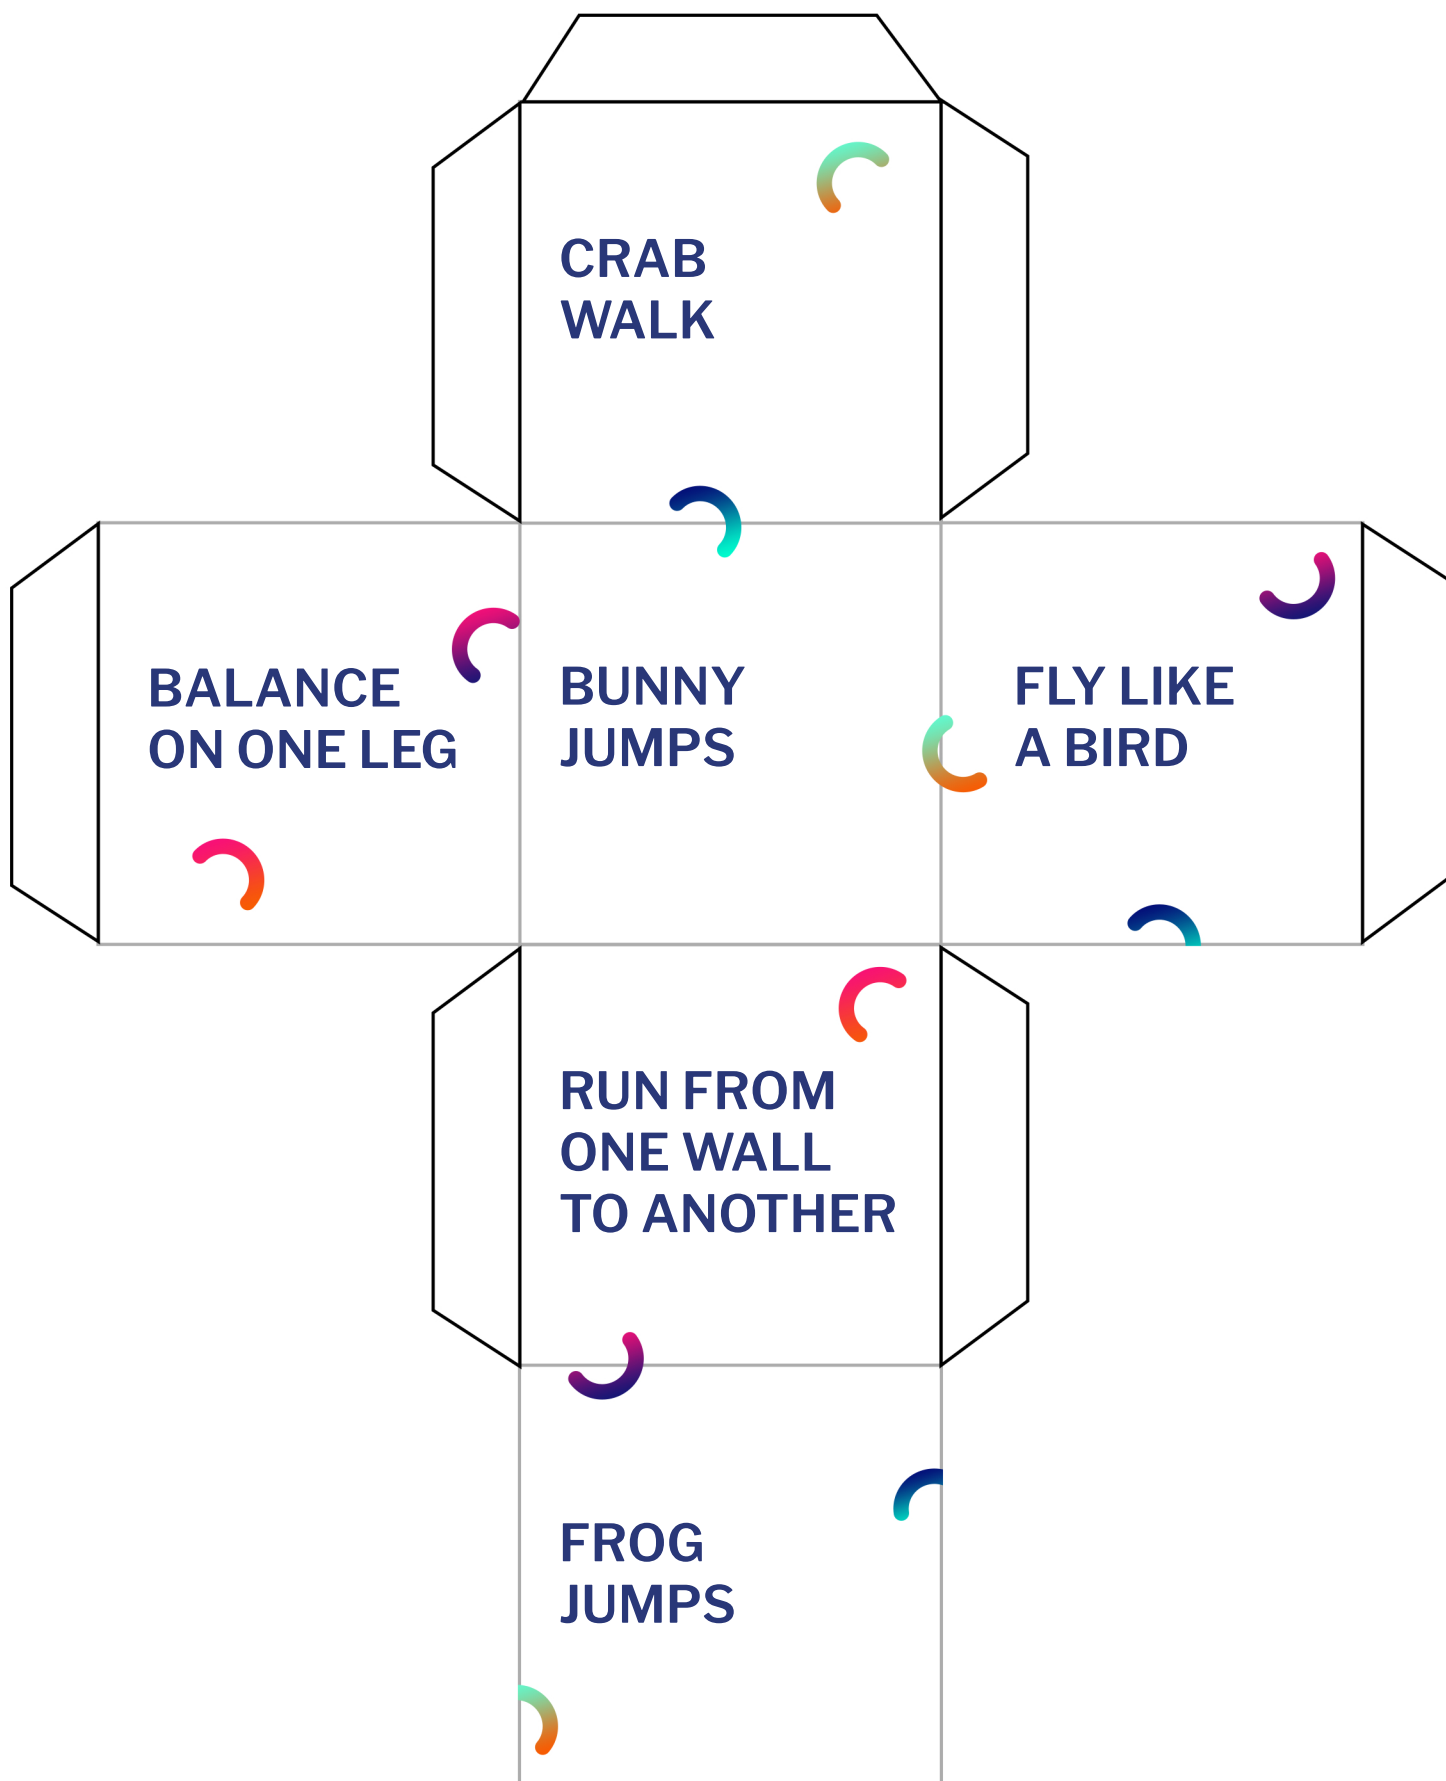 CRAB
WALK
BALANCE
ON ONE LEG
BUNNY
JUMPS
FLY LIKE
A BIRD
RUN FROM
ONE WALL
TO ANOTHER
FROG
JUMPS